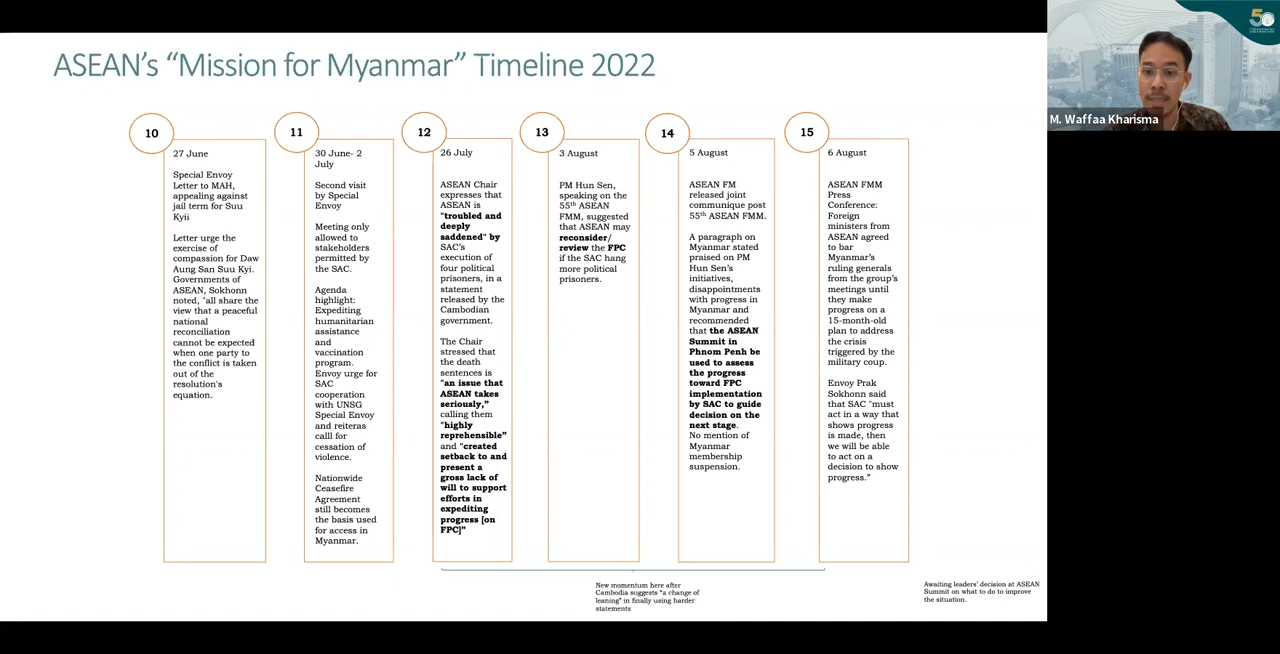 ASEAN's “Mission for Myanmar” Timeline 2022
10
27 June
Special Envoy
Letter to MAH,
appealing against
jail term for Suu
Kyii
Letter urge the
exercise of
compassion for Daw
Aung San Suu Kyi.
Governments of
ASEAN, Sokhonn
noted, "all share the
view that a peaceful
national
reconciliation
cannot be expected
when one party to
the conflict is taken
out of the
resolution's
equation.
11
30 June- 2
July
Second visit
by Special
Envoy
Meeting only
allowed to
stakeholders
permitted by
the SAC.
Agenda
highlight:
Expediting
humanitarian
assistance
and
vaccination
program.
Envoy urge for
SAC
cooperation
with UNSG
Special Envoy
and reiteras
calll for
cessation of
violence.
Nationwide
Ceasefire
Agreement
still becomes
the basis used
for access in
Myanmar.
12
26 July
ASEAN Chair
expresses that
ASEAN is
"troubled and
deeply
saddened" by
SAC's
execution of
four political
prisoners, in a
statement
released by the
Cambodian
government.
The Chair
stressed that
the death
sentences is
"an issue that
ASEAN takes
seriously,"
calling them
"highly
reprehensible"
and "created
setback to and
present a
gross lack of
will to support
efforts in
expediting
progress [on
FPC]"
13
3 August
PM Hun Sen,
speaking on the
55th ASEAN
FMM, suggested
that ASEAN may
reconsider/
review the FPC
if the SAC hang
more political
prisoners.
14
5 August
ASEAN FM
released joint
communique post
55th ASEAN FMM.
A paragraph on
Myanmar stated
praised on PM
Hun Sen's
initiatives,
disappointments
with progress in
Myanmar and
recommended
that the ASEAN
Summit in
Phnom Penh be
used to assess
the progress
toward FPC
implementation
by SAC to guide
decision on the
next stage.
No mention of
Myanmar
membership
suspension.
15
6 August
ASEAN FMM
Press
Conference:
Foreign
ministers from
ASEAN agreed
to bar
Myanmar's
ruling generals
from the group's
meetings until
they make
progress on a
15-month-old
plan to address
the crisis
triggered by the
military coup.
Envoy Prak
Sokhonn said
that SAC "must
act in a way that
shows progress
is made, then
we will be able
to act on a
decision to show
progress."
New momentum here after
Cambodia suggests "a change of
leaning" in finally using harder
statements
Awaiting leaders' decision at ASEAN
Summit on what to do to improve
the situation.
50
M. Waffaa Kharisma